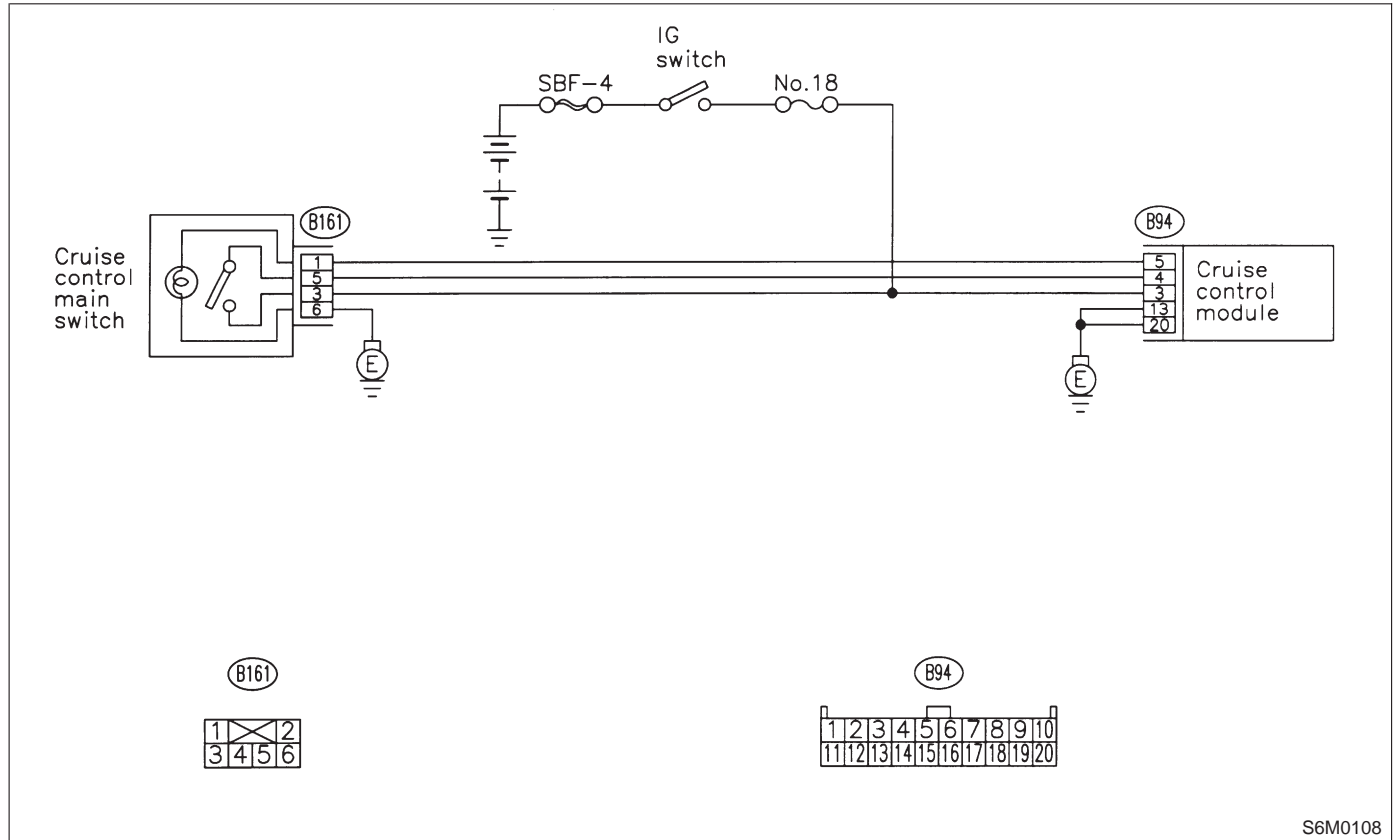 IG
switch
SBF-4
No.18
B161
B94
Cruise
control
main
switch
1
5
3
6
5
4
3
13
20
Cruise
control
module
E
E
B161
B94
1 2
3 4 5 6
1 2 3 4 5 6 7 8 9 10
11 12 13 14 15 16 17 18 19 20
S6M0108